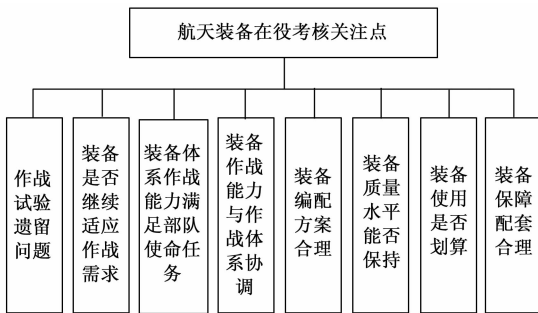 航天装备在役考核关注点
作战
试验
遗留
问题
装备
是否
继续
适应
作战
需求
装备体
系作战
能力满
足部队
使命任
务
装备
作战
能力
与作
战体
系协
调
装备
编配
方案
合理
装备
质量
水平
能否
保持
装备
使用
是否
划算
装备
保障
配套
合理